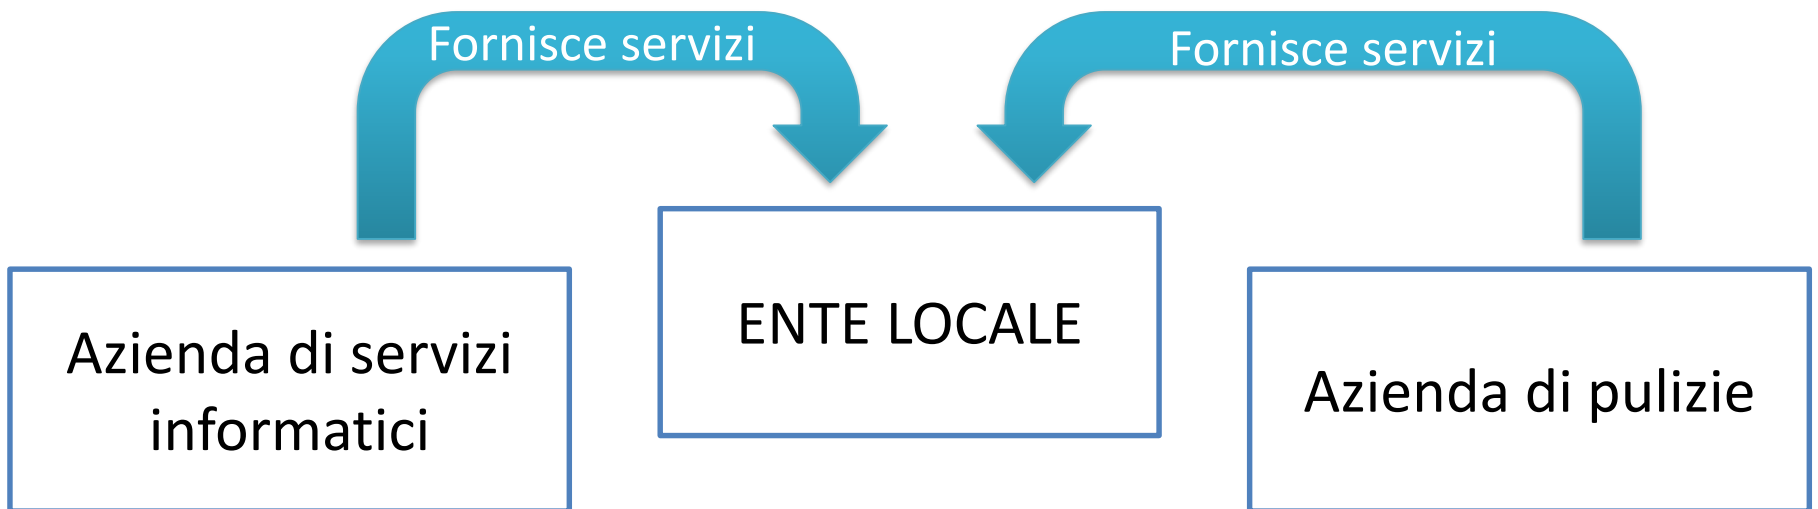 Fornisce servizi
Fornisce servizi
Azienda di servizi
informatici
ENTE LOCALE
Azienda di pulizie